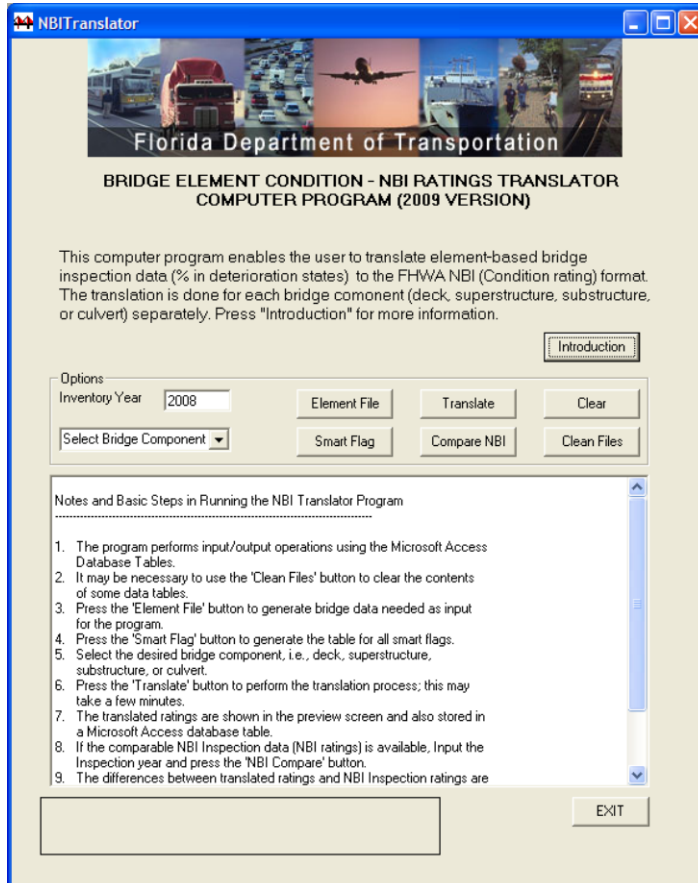 NBITranslator
Florida Department of Transportation
BRIDGE ELEMENT CONDITION - NBI RATINGS TRANSLATOR
COMPUTER PROGRAM (2009 VERSION)
This computer program enables the user to translate element-based bridge
inspection data (% in deterioration states) to the FHWA NBI (Condition rating) format.
The translation is done for each bridge comonent (deck, superstructure, substructure,
or culvert) separately. Press "Introduction" for more information.
Introduction
Options
Inventory Year 2008 Element File Translate Clear
Select Bridge Component Smart Flag Compare NBI Clean Files
Notes and Basic Steps in Running the NBI Translator Program
--------------------------------------------------------------------------------
1. The program performs input/output operations using the Microsoft Access
Database Tables.
2. It may be necessary to use the 'Clean Files' button to clear the contents
of some data tables.
3. Press the 'Element File' button to generate bridge data needed as input
for the program.
4. Press the 'Smart Flag' button to generate the table for all smart flags.
5. Select the desired bridge component, i.e., deck, superstructure,
substructure, or culvert.
6. Press the 'Translate' button to perform the translation process; this may
take a few minutes.
7. The translated ratings are shown in the preview screen and also stored in
a Microsoft Access database table.
8. If the comparable NBI Inspection data (NBI ratings) is available, Input the
Inspection year and press the 'NBI Compare' button.
9. The differences between translated ratings and NBI Inspection ratings are
EXIT